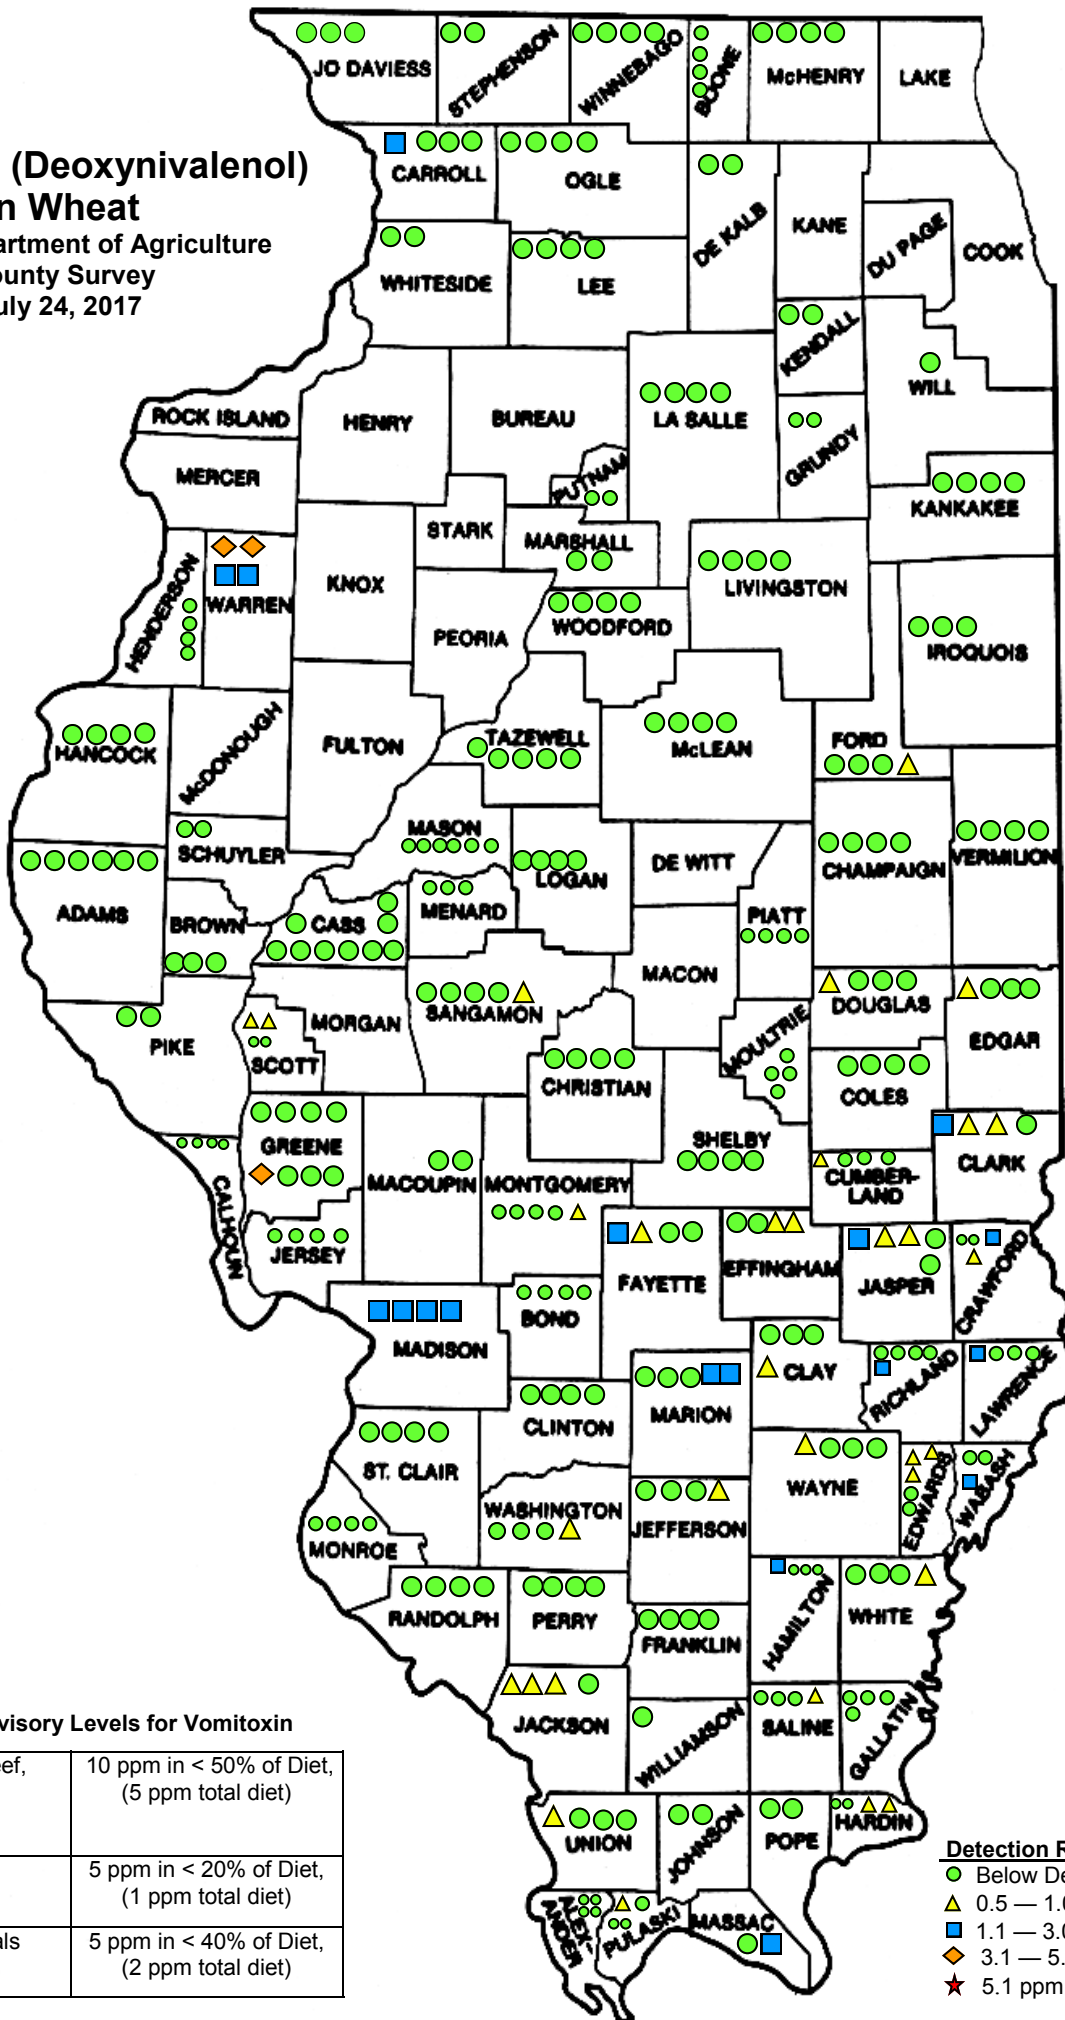 (Deoxynivalenol)
n Wheat
artment of Agriculture
ounty Survey
uly 24, 2017
JO DAVIESS
STEPHENSON
WINNEBAGO
BOONE
McHENRY
LAKE
CARROLL
OGLE
DE KALB
KANE
DU PAGE
COOK
WHITESIDE
LEE
KENDALL
WILL
ROCK ISLAND
HENRY
BUREAU
LA SALLE
GRUNDY
MERCER
PUTNAM
KANKAKEE
STARK
MARSHALL
HENDERSON
WARREN
KNOX
PEORIA
WOODFORD
LIVINGSTON
IROQUOIS
HANCOCK
McDONOUGH
FULTON
TAZEWELL
McLEAN
FORD
SCHUYLER
MASON
LOGAN
DE WITT
CHAMPAIGN
VERMILION
ADAMS
BROWN
CASS
MENARD
PIATT
MACON
PIKE
SCOTT
MORGAN
SANGAMON
CHRISTIAN
MOULTRIE
DOUGLAS
EDGAR
COLES
GREENE
MACOUPIN
MONTGOMERY
SHELBY
CUMBER-
LAND
CLARK
CALHOUN
JERSEY
FAYETTE
EFFINGHAM
JASPER
CRAWFORD
MADISON
BOND
CLAY
RICHLAND
LAWRENCE
CLINTON
MARION
ST. CLAIR
WAYNE
EDWARDS
WABASH
WASHINGTON
JEFFERSON
MONROE
RANDOLPH
PERRY
FRANKLIN
HAMILTON
WHITE
JACKSON
WILLIAMSON
SALINE
GALLATIN
UNION
JOHNSON
POPE
HARDIN
ALEX-
ANDER
PULASKI
MASSAC
visory Levels for Vomitoxin
eef,
10 ppm in < 50% of Diet,
(5 ppm total diet)
5 ppm in < 20% of Diet,
(1 ppm total diet)
als
5 ppm in < 40% of Diet,
(2 ppm total diet)
Detection R
Below De
0.5 — 1.0
1.1 — 3.0
3.1 — 5.
5.1 ppm